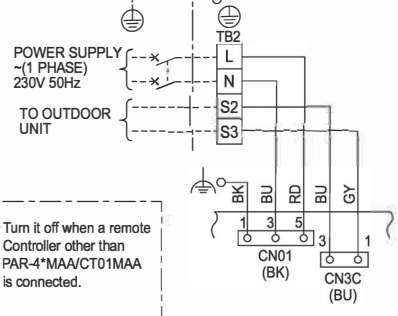 TB2
POWER SUPPLY
~(1 PHASE)
230V 50Hz
L
N
TO OUTDOOR
UNIT
S2
S3
BK
BU
RD
BU
GY
1 3 5
3 1
CN01
(BK)
CN3C
(BU)
Turn it off when a remote
Controller other than
PAR-4*MAA/CT01MAA
is connected.